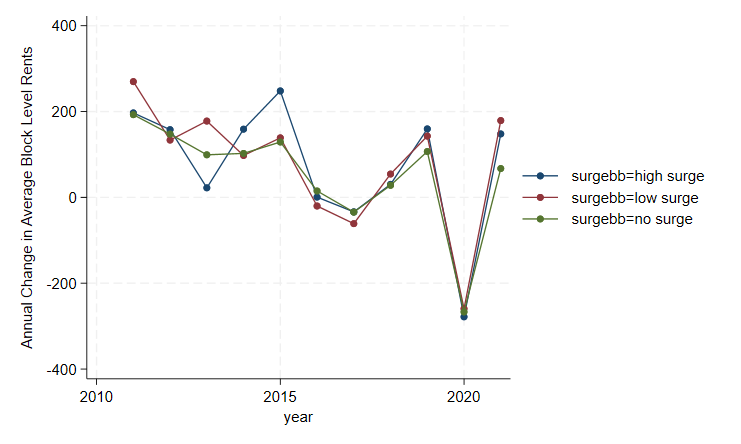 Annual Change in Average Block Level Rents
400
200
0
-200
-400
2010
2015
2020
year
surgebb=high surge
surgebb=low surge
surgebb=no surge